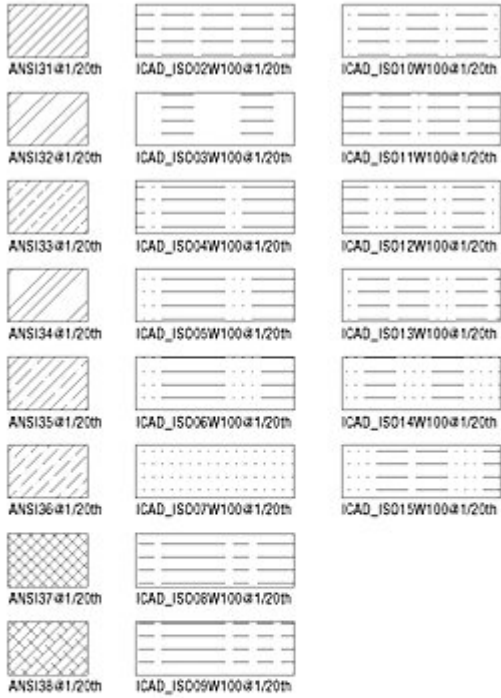 ANSI31@1/20th ICAD_ISO02W100@1/20th ICAD_ISO10W100@1/20th
ANSI32@1/20th ICAD_ISO03W100@1/20th ICAD_ISO11W100@1/20th
ANSI33@1/20th ICAD_ISO04W100@1/20th ICAD_ISO12W100@1/20th
ANSI34@1/20th ICAD_ISO05W100@1/20th ICAD_ISO13W100@1/20th
ANSI35@1/20th ICAD_ISO06W100@1/20th ICAD_ISO14W100@1/20th
ANSI36@1/20th ICAD_ISO07W100@1/20th ICAD_ISO15W100@1/20th
ANSI37@1/20th ICAD_ISO08W100@1/20th
ANSI38@1/20th ICAD_ISO09W100@1/20th